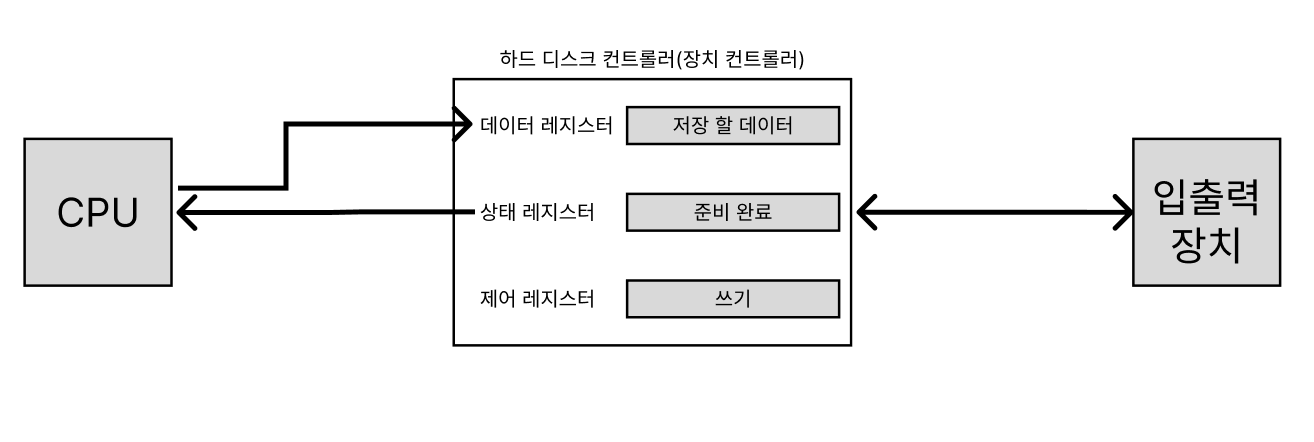 하드 디스크 컨트롤러(장치 컨트롤러)
데이터 레지스터 저장 할 데이터
CPU
상태 레지스터 준비 완료
입출력
장치
제어 레지스터 쓰기